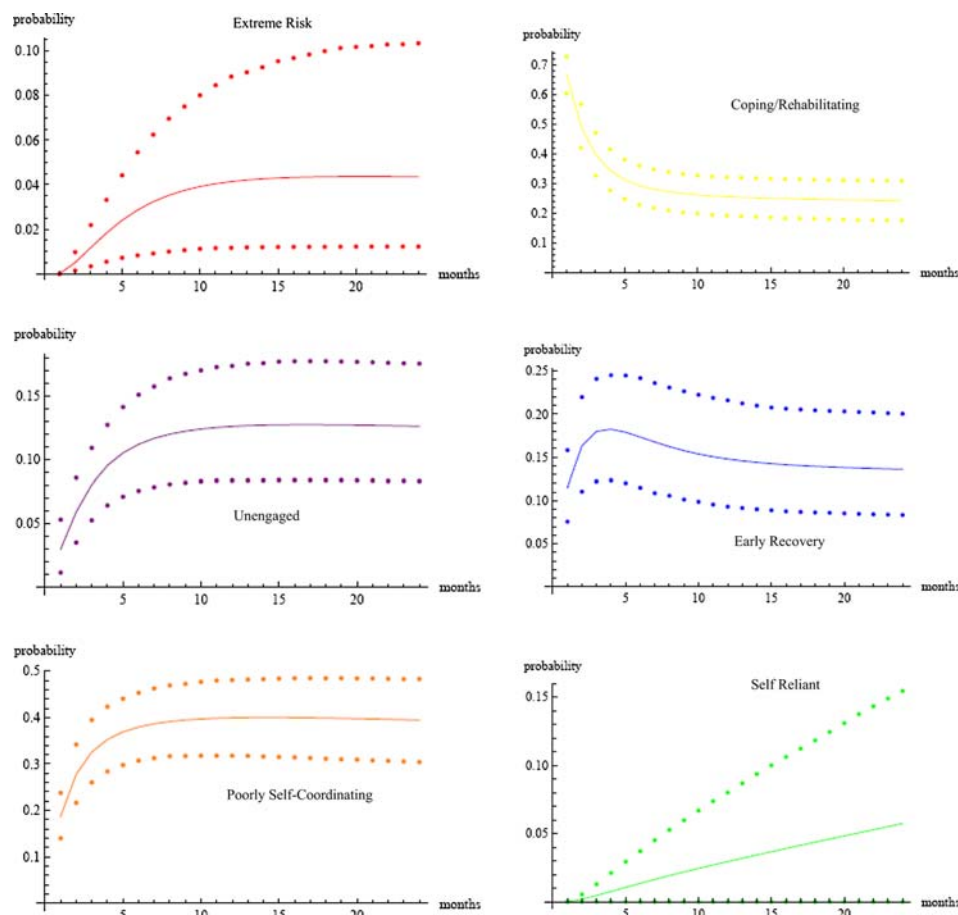 probability
Extreme Risk
0.10
0.08
0.06
0.04
0.02
5 10 15 20
months
probability
0.7
0.6
0.5
0.4
0.3
0.2
0.1
Coping/Rehabilitating
5 10 15 20
months
probability
0.15
0.10
0.05
Unengaged
5 10 15 20
months
probability
0.25
0.20
0.15
0.10
0.05
Early Recovery
5 10 15 20
months
probability
0.5
0.4
0.3
0.2
0.1
Poorly Self-Coordinating
5 10 15 20
months
probability
Self Reliant
0.15
0.10
0.05
5 10 15 20
months